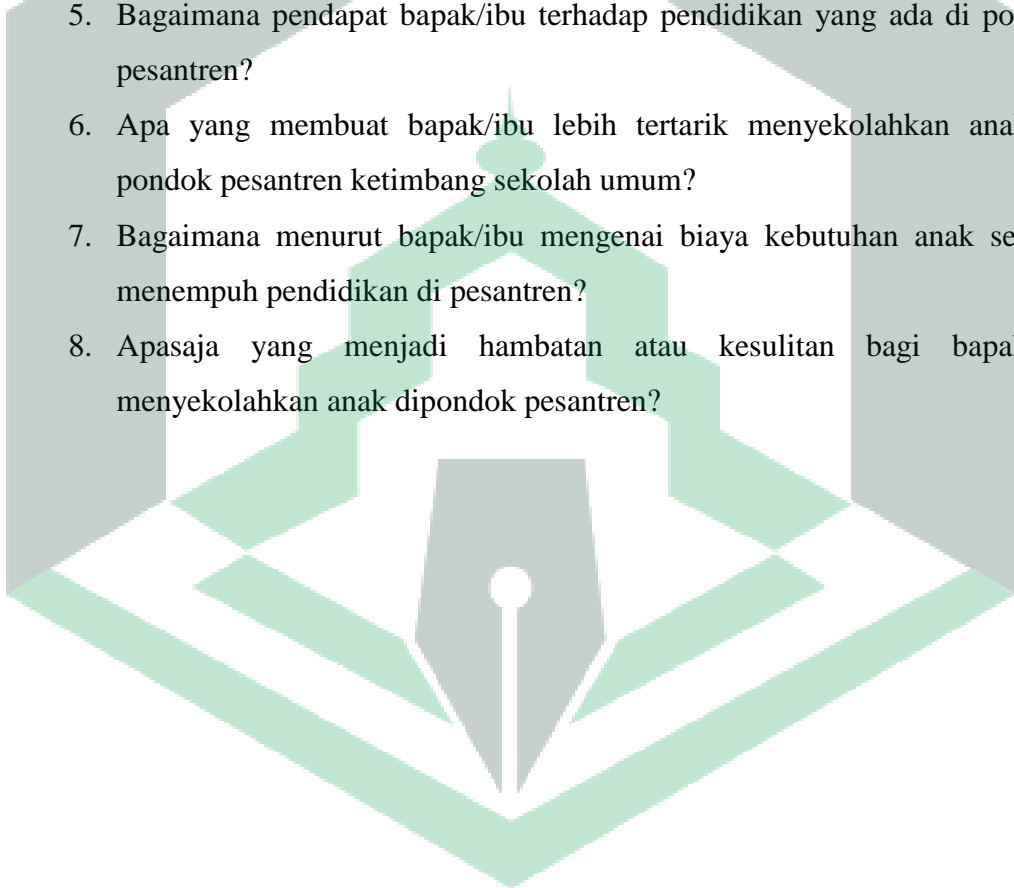 5. Bagaimana pendapat bapak/ibu terhadap pendidikan yang ada di po
pesantren?
6. Apa yang membuat bapak/ibu lebih tertarik menyekolahkan ana
pondok pesantren ketimbang sekolah umum?
7. Bagaimana menurut bapak/ibu mengenai biaya kebutuhan anak se
menempuh pendidikan di pesantren?
8. Apasaja yang menjadi hambatan atau kesulitan bagi bapa
menyekolahkan anak dipondok pesantren?